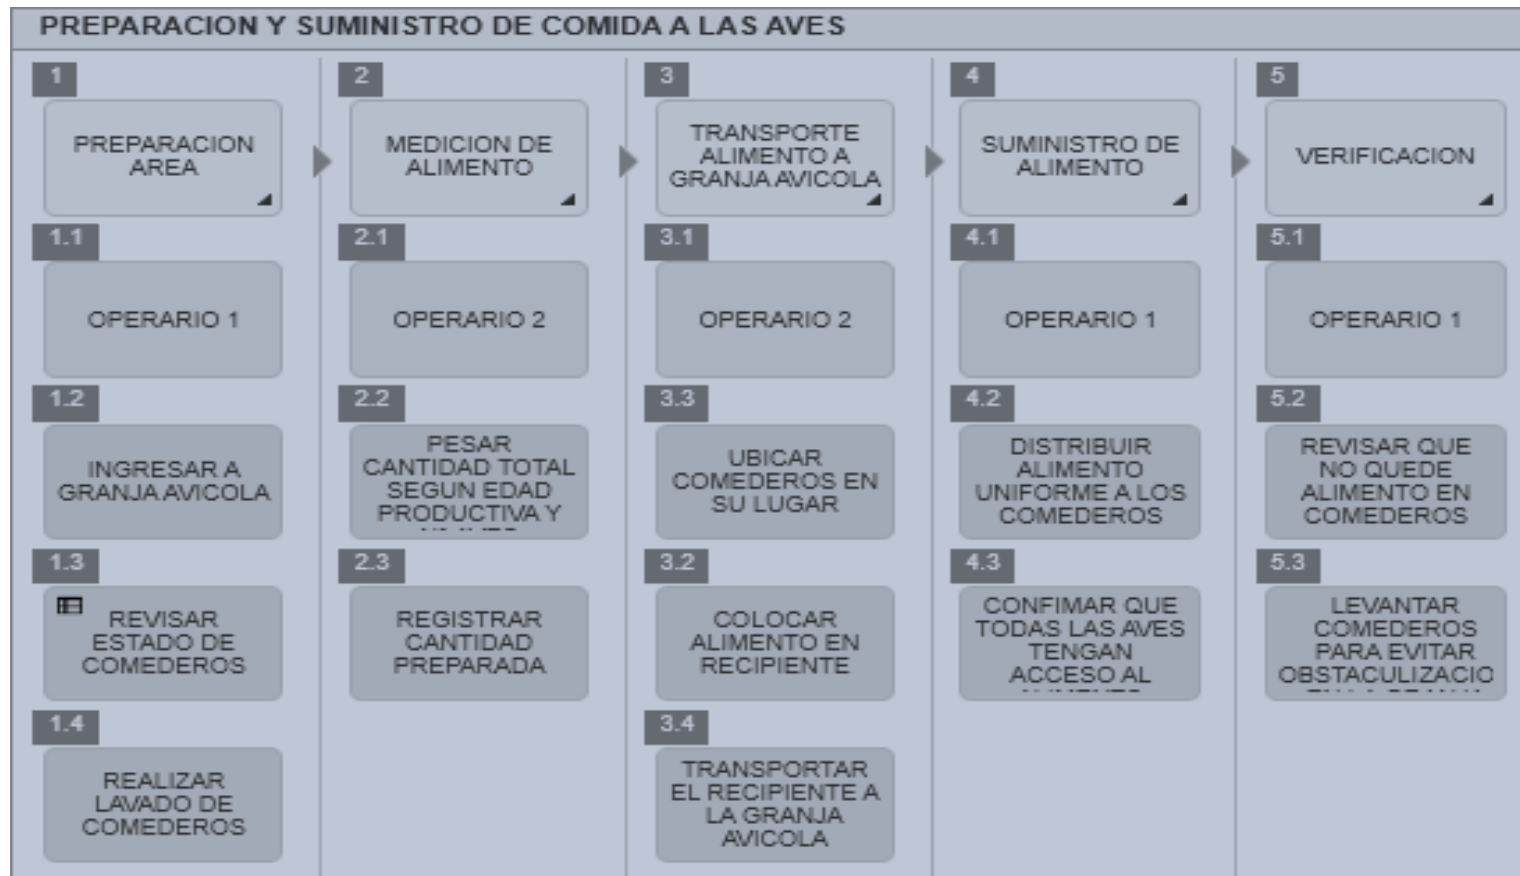 PREPARACION Y SUMINISTRO DE COMIDA A LAS AVES
1
PREPARACION
AREA
1.1
OPERARIO 1
1.2
INGRESAR A
GRANJA AVICOLA
1.3
REVISAR
ESTADO DE
COMEDEROS
1.4
REALIZAR
LAVADO DE
COMEDEROS
2
MEDICION DE
ALIMENTO
2.1
OPERARIO 2
2.2
PESAR
CANTIDAD TOTAL
SEGUN EDAD
PRODUCTIVA Y
2.3
REGISTRAR
CANTIDAD
PREPARADA
3
TRANSPORTE
ALIMENTO A
GRANJA AVICOLA
3.1
OPERARIO 2
3.3
UBICAR
COMEDEROS EN
SU LUGAR
3.2
COLOCAR
ALIMENTO EN
RECIPIENTE
3.4
TRANSPORTAR
EL RECIPIENTE A
LA GRANJA
AVICOLA
4
SUMINISTRO DE
ALIMENTO
4.1
OPERARIO 1
4.2
DISTRIBUIR
ALIMENTO
UNIFORME A LOS
COMEDEROS
4.3
CONFIMAR QUE
TODAS LAS AVES
TENGAN
ACCESO AL
5
VERIFICACION
5.1
OPERARIO 1
5.2
REVISAR QUE
NO QUEDE
ALIMENTO EN
COMEDEROS
5.3
LEVANTAR
COMEDEROS
PARA EVITAR
OBSTACULIZACIO